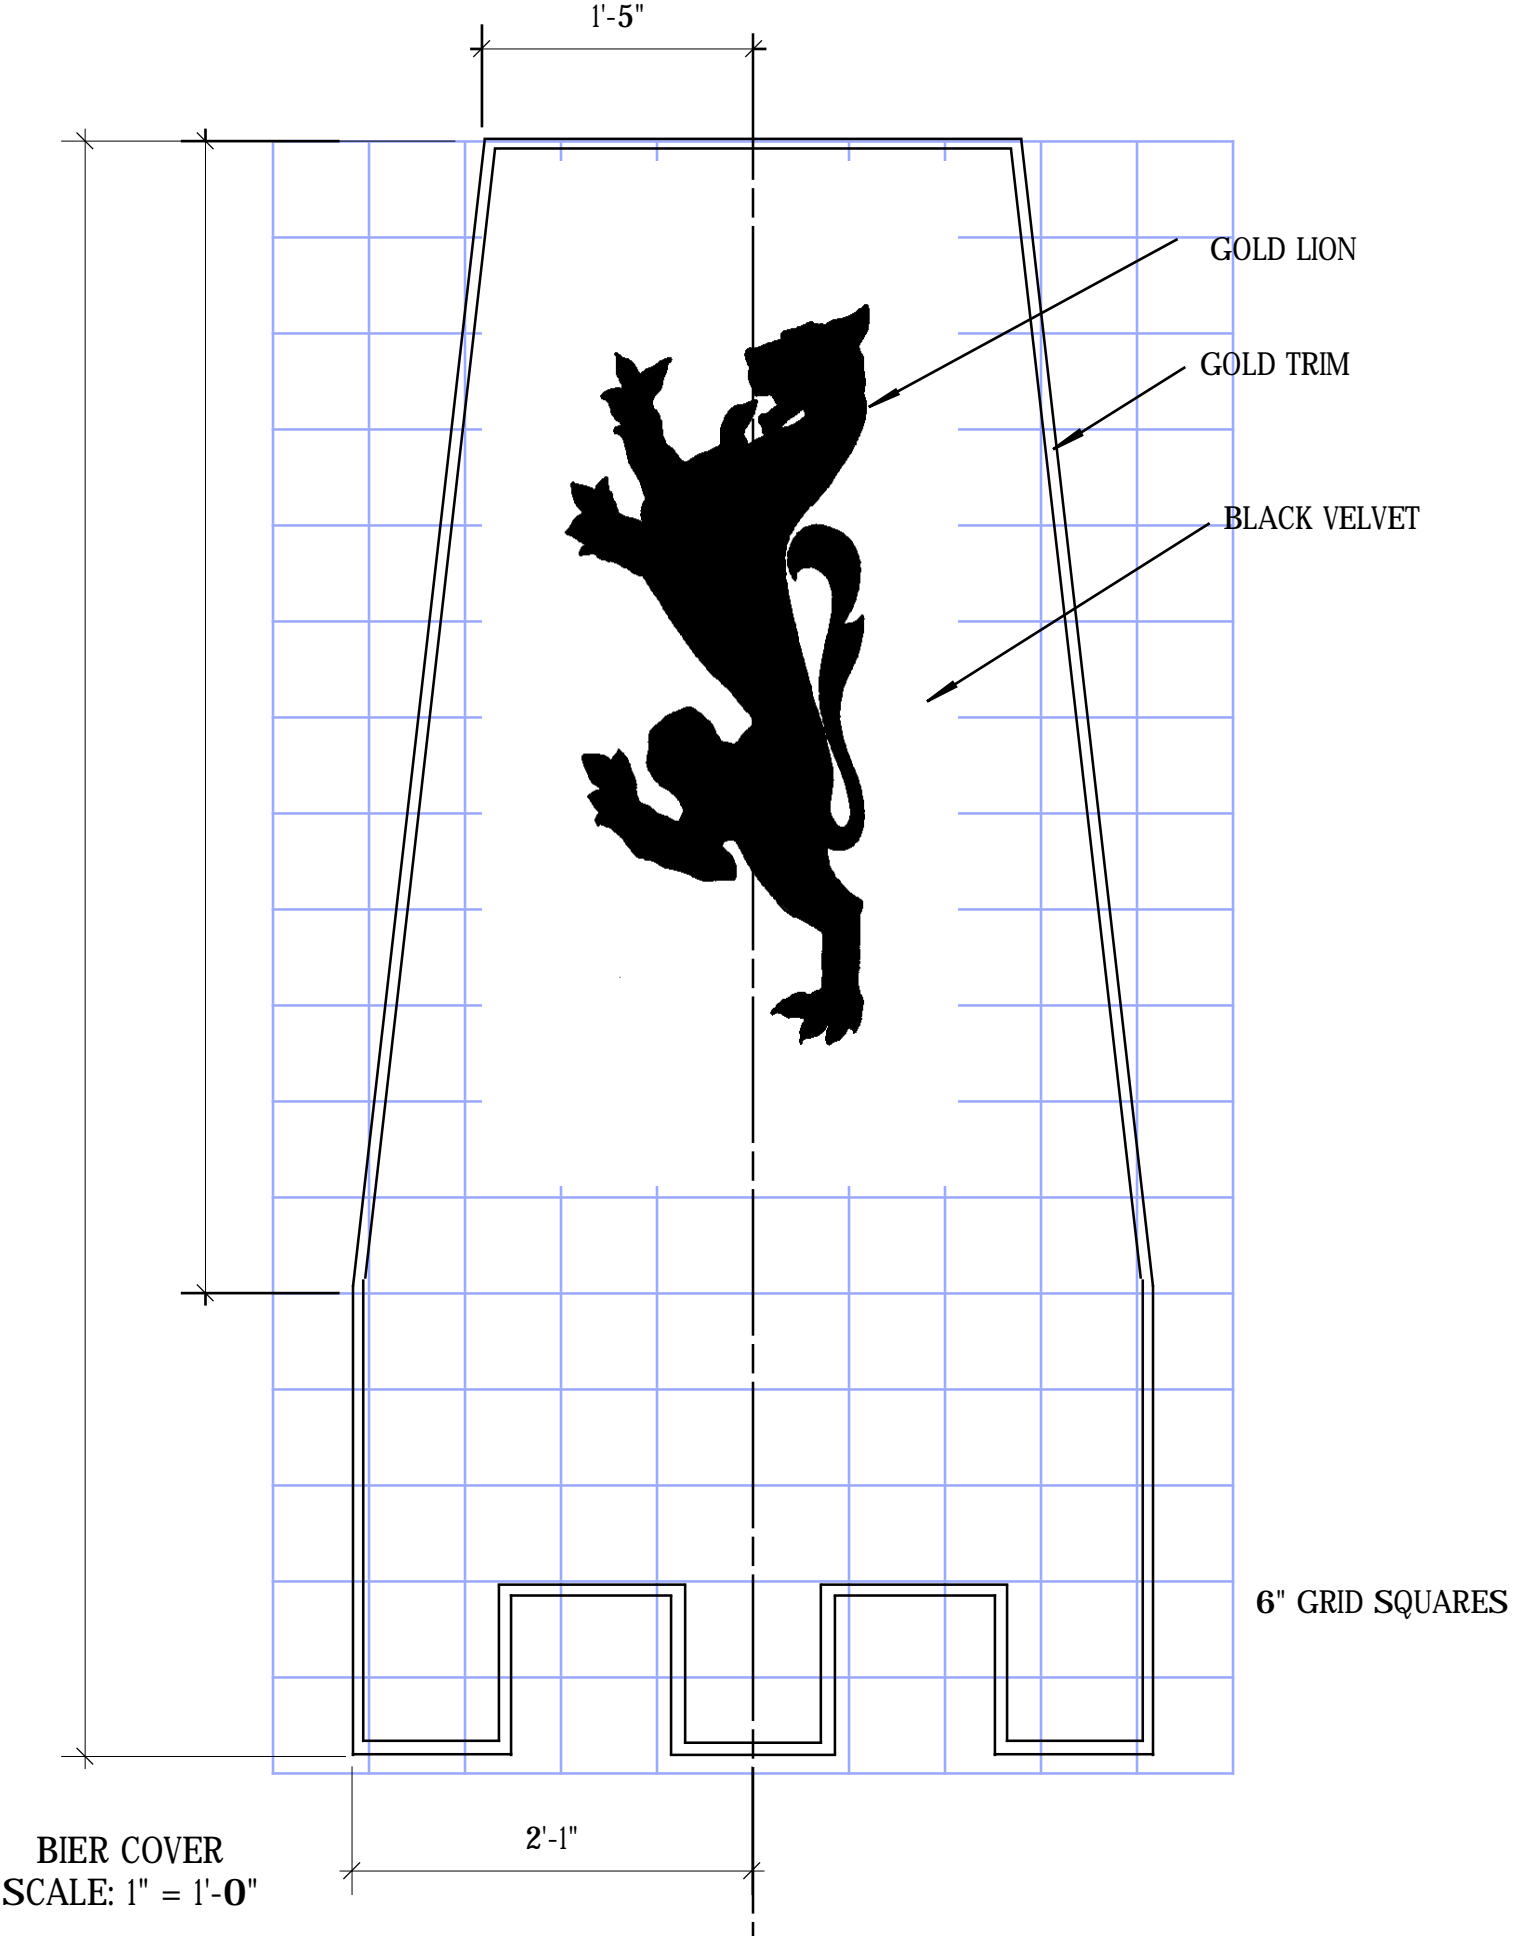 1'-5"
GOLD LION
GOLD TRIM
BLACK VELVET
6" GRID SQUARES
2'-1"
BIER COVER
SCALE: 1" = 1'-0"